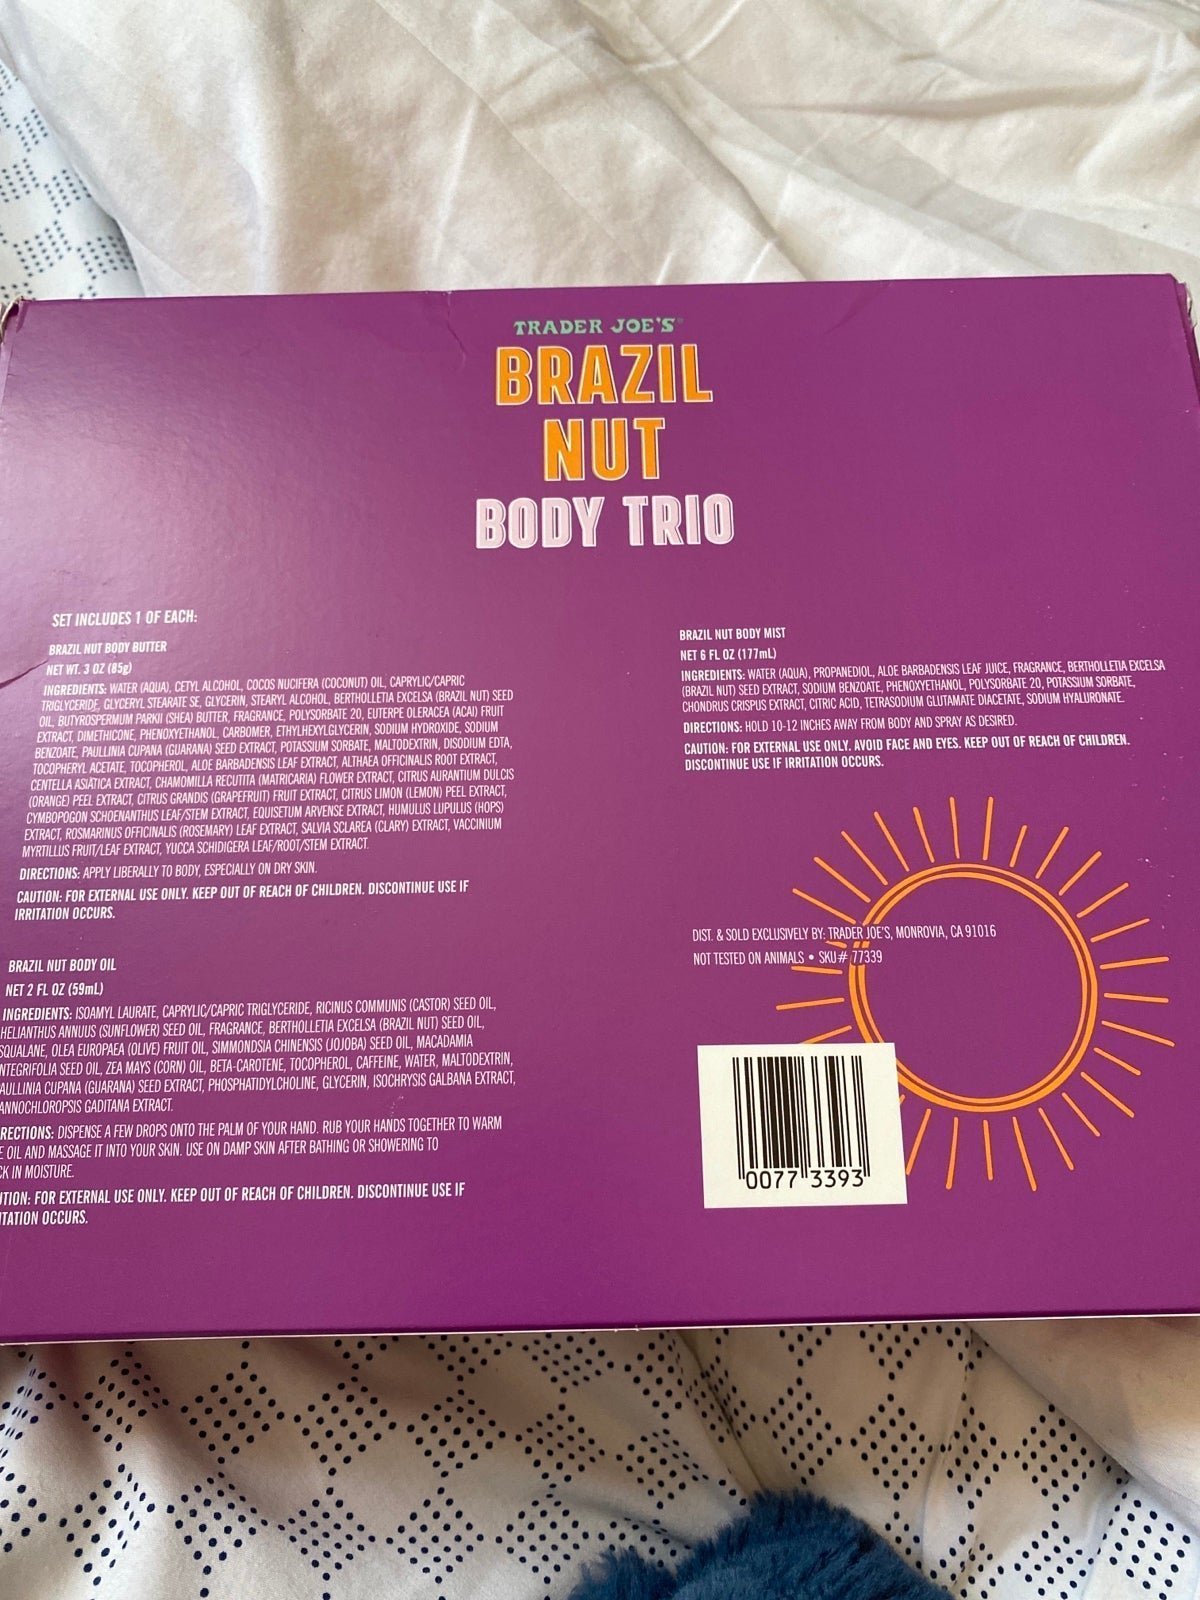 TRADER JOE'S
BRAZIL
NUT
BODY TRIO
SET INCLUDES 1 OF EACH:
BRAZIL NUT BODY BUTTER
NET WT. 3 OZ (85g)
INGREDIENTS: WATER (AQUA), CETYL ALCOHOL, COCOS NUCIFERA (COCONUT) OIL, CAPRYLIC/CAPRIC
TRIGLYCERIDE, GLYCERYL STEARATE SE, GLYCERIN, STEARYL ALCOHOL, BERTHOLLETIA EXCELSA (BRAZIL NUT) SEED
OIL, BUTYROSPERMUM PARKII (SHEA) BUTTER, FRAGRANCE, POLYSORBATE 20, EUTERPE OLERACEA (ACAI) FRUIT
EXTRACT, DIMETHICONE, PHENOXYETHANOL, CARBOMER, ETHYLHEXYLGLYCERIN, SODIUM HYDROXIDE, SODIUM
BENZOATE, PAULLINIA CUPANA (GUARANA) SEED EXTRACT, POTASSIUM SORBATE, MALTODEXTRIN, DISODIUM EDTA,
TOCOPHERYL ACETATE, TOCOPHEROL, ALOE BARBADENSIS LEAF EXTRACT, ALTHAEA OFFICINALIS ROOT EXTRACT,
CENTELLA ASIATICA EXTRACT, CHAMOMILLA RECUTITA (MATRICARIA) FLOWER EXTRACT, CITRUS AURANTIUM DULCIS
(ORANGE) PEEL EXTRACT, CITRUS GRANDIS (GRAPEFRUIT) FRUIT EXTRACT, CITRUS LIMON (LEMON) PEEL EXTRACT,
CYMBOPOGON SCHOENANTHUS LEAF/STEM EXTRACT, EQUISETUM ARVENSE EXTRACT, HUMULUS LUPULUS (HOPS)
EXTRACT, ROSMARINUS OFFICINALIS (ROSEMARY) LEAF EXTRACT, SALVIA SCLAREA (CLARY) EXTRACT, VACCINIUM
MYRTILLUS FRUIT/LEAF EXTRACT, YUCCA SCHIDIGERA LEAF/ROOT/STEM EXTRACT.
DIRECTIONS: APPLY LIBERALLY TO BODY, ESPECIALLY ON DRY SKIN.
CAUTION: FOR EXTERNAL USE ONLY. KEEP OUT OF REACH OF CHILDREN. DISCONTINUE USE IF
IRRITATION OCCURS.
BRAZIL NUT BODY OIL
NET 2 FL OZ (59mL)
INGREDIENTS: ISOAMYL LAURATE, CAPRYLIC/CAPRIC TRIGLYCERIDE, RICINUS COMMUNIS (CASTOR) SEED OIL,
HELIANTHUS ANNUUS (SUNFLOWER) SEED OIL, FRAGRANCE, BERTHOLLETIA EXCELSA (BRAZIL NUT) SEED OIL,
SQUALANE, OLEA EUROPAEA (OLIVE) FRUIT OIL, SIMMONDSIA CHINENSIS (JOJOBA) SEED OIL, MACADAMIA
NTEGRIFOLIA SEED OIL, ZEA MAYS (CORN) OIL, BETA-CAROTENE, TOCOPHEROL, CAFFEINE, WATER, MALTODEXTRIN,
AULLINIA CUPANA (GUARANA) SEED EXTRACT, PHOSPHATIDYLCHOLINE, GLYCERIN, ISOCHRYSIS GALBANA EXTRACT,
ANNOCHLOROPSIS GADITANA EXTRACT.
RECTIONS: DISPENSE A FEW DROPS ONTO THE PALM OF YOUR HAND. RUB YOUR HANDS TOGETHER TO WARM
E OIL AND MASSAGE IT INTO YOUR SKIN. USE ON DAMP SKIN AFTER BATHING OR SHOWERING TO
CK IN MOISTURE.
TION: FOR EXTERNAL USE ONLY. KEEP OUT OF REACH OF CHILDREN. DISCONTINUE USE IF
TATION OCCURS.
BRAZIL NUT BODY MIST
NET 6 FL OZ (177mL)
INGREDIENTS: WATER (AQUA), PROPANEDIOL, ALOE BARBADENSIS LEAF JUICE, FRAGRANCE, BERTHOLLETIA EXCELSA
(BRAZIL NUT) SEED EXTRACT, SODIUM BENZOATE, PHENOXYETHANOL, POLYSORBATE 20, POTASSIUM SORBATE,
CHONDRUS CRISPUS EXTRACT, CITRIC ACID, TETRASODIUM GLUTAMATE DIACETATE, SODIUM HYALURONATE.
DIRECTIONS: HOLD 10-12 INCHES AWAY FROM BODY AND SPRAY AS DESIRED.
CAUTION: FOR EXTERNAL USE ONLY. AVOID FACE AND EYES. KEEP OUT OF REACH OF CHILDREN.
DISCONTINUE USE IF IRRITATION OCCURS.
DIST. & SOLD EXCLUSIVELY BY: TRADER JOE'S, MONROVIA, CA 91016
NOT TESTED ON ANIMALS • SKU# 77339
0077 3393